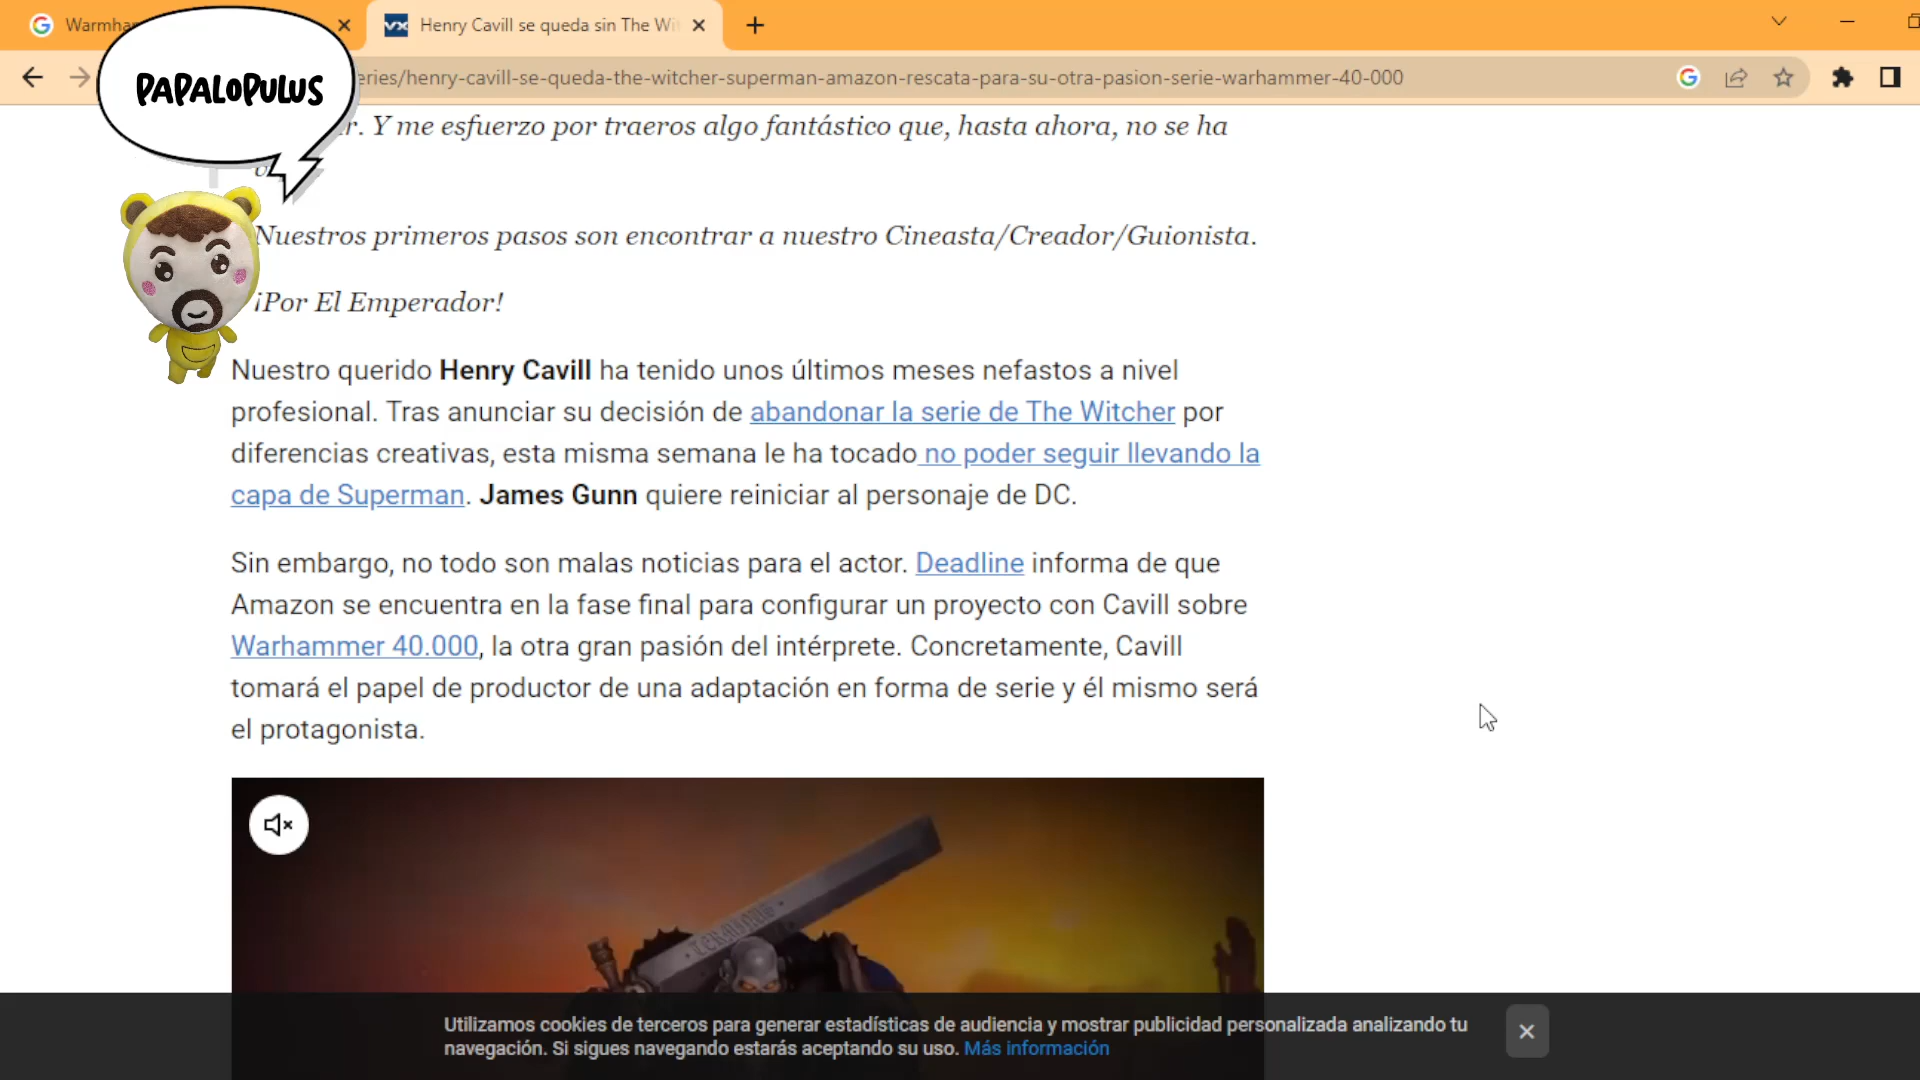 Henry Cavill se queda sin The Wi
PAPALOPULUS
eries/henry-cavill-se-queda-the-witcher-superman-amazon-rescata-para-su-otra-pasion-serie-warhammer-40-000
Y me esfuerzo por traeros algo fantástico que, hasta ahora, no se ha
Nuestros primeros pasos son encontrar a nuestro Cineasta/Creador/Guionista.
¡Por El Emperador!
Nuestro querido Henry Cavill ha tenido unos últimos meses nefastos a nivel
profesional. Tras anunciar su decisión de abandonar la serie de The Witcher por
diferencias creativas, esta misma semana le ha tocado no poder seguir llevando la
capa de Superman. James Gunn quiere reiniciar al personaje de DC.
Sin embargo, no todo son malas noticias para el actor. Deadline informa de que
Amazon se encuentra en la fase final para configurar un proyecto con Cavill sobre
Warhammer 40.000, la otra gran pasión del intérprete. Concretamente, Cavill
tomará el papel de productor de una adaptación en forma de serie y él mismo será
el protagonista.
Utilizamos cookies de terceros para generar estadísticas de audiencia y mostrar publicidad personalizada analizando tu
navegación. Si sigues navegando estarás aceptando su uso. Más información